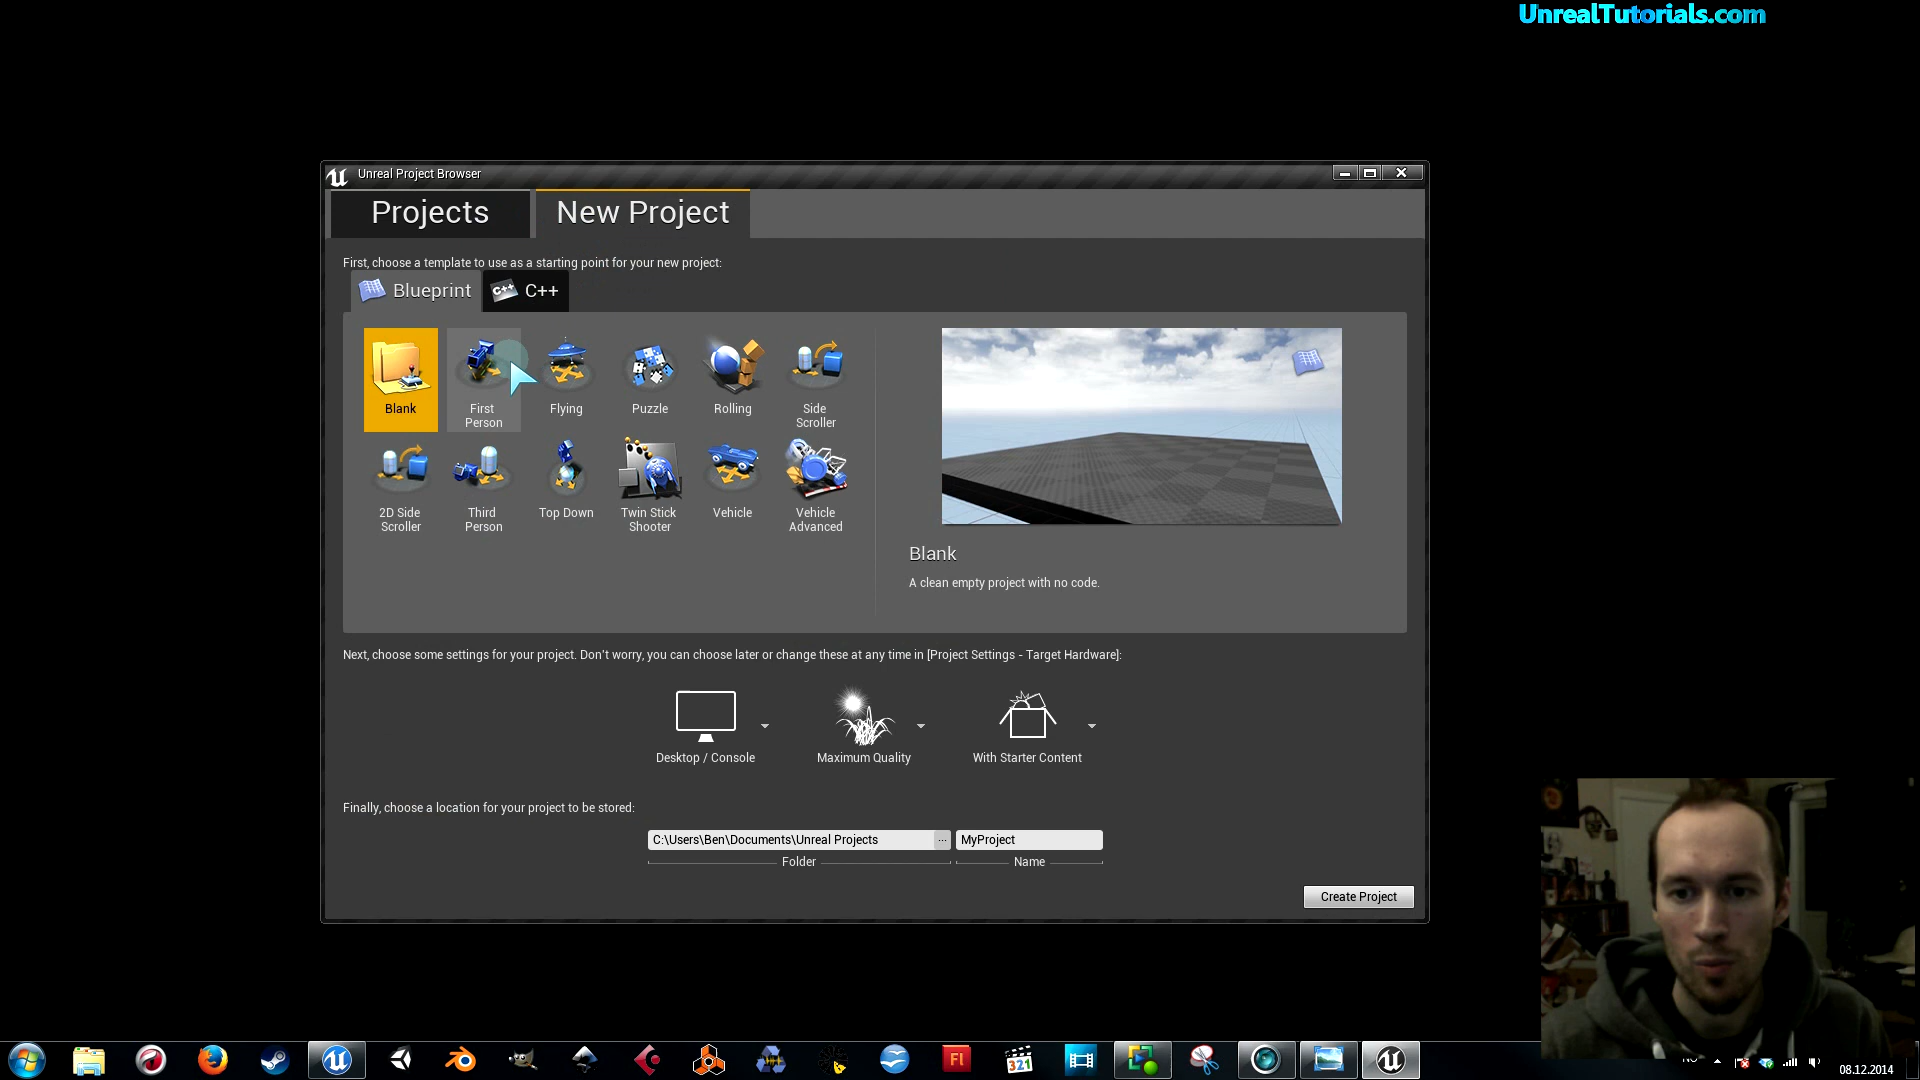 UnrealTutorials.com
Unreal Project Browser
Projects
New Project
First, choose a template to use as a starting point for your new project:
Blueprint
C++
Blank
First
Person
Flying
Puzzle
Rolling
Side
Scroller
2D Side
Scroller
Third
Person
Top Down
Twin Stick
Shooter
Vehicle
Vehicle
Advanced
Blank
A clean empty project with no code.
Next, choose some settings for your project. Don't worry, you can choose later or change these at any time in [Project Settings - Target Hardware]:
Desktop / Console
Maximum Quality
With Starter Content
Finally, choose a location for your project to be stored:
C:\Users\Ben\Documents\Unreal Projects
...
MyProject
Folder
Name
Create Project
Fl
321
08.12.2014